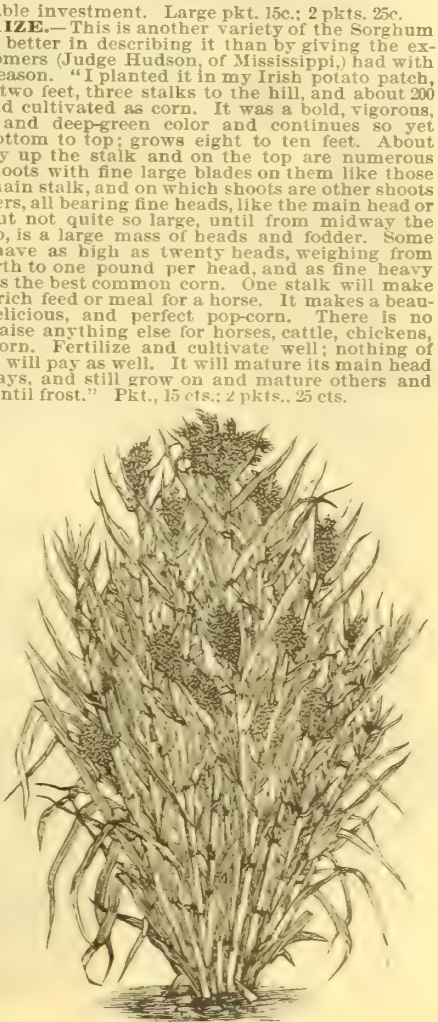 able investment. Large pkt. 15c.; 2 pkts. 25c.
IZE.—This is another variety of the Sorghum
better in describing it than by giving the ex-
omers (Judge Hudson, of Mississippi,) had with
eason. "I planted it in my Irish potato patch,
two feet, three stalks to the hill, and about 200
d cultivated as corn. It was a bold, vigorous,
and deep-green color and continues so yet
ottom to top; grows eight to ten feet. About
y up the stalk and on the top are numerous
oots with fine large blades on them like those
ain stalk, and on which shoots are other shoots
ers, all bearing fine heads, like the main head or
ut not quite so large, until from midway the
o, is a large mass of heads and fodder. Some
have as high as twenty heads, weighing from
rth to one pound per head, and as fine heavy
s the best common corn. One stalk will make
rich feed or meal for a horse. It makes a beau-
elicious, and perfect pop-corn. There is no
aise anything else for horses, cattle, chickens,
orn. Fertilize and cultivate well; nothing of
will pay as well. It will mature its main head
ays, and still grow on and mature others and
ntil frost." Pkt., 15 cts.; 2 pkts., 25 cts.